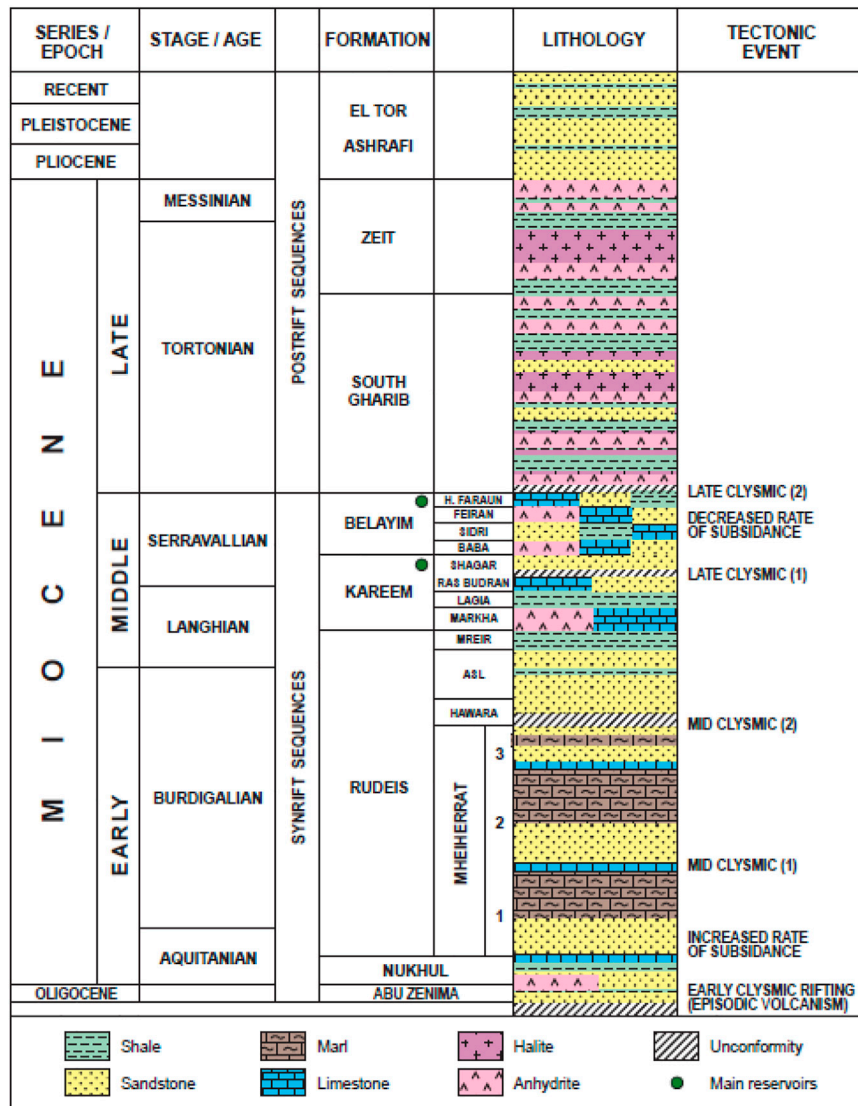 SERIES / EPOCH
STAGE / AGE
FORMATION
LITHOLOGY
TECTONIC EVENT
RECENT
PLEISTOCENE
PLIOCENE
MIOCENE
LATE
MIDDLE
EARLY
OLIGOCENE
MESSINIAN
TORTONIAN
SERRAVALLIAN
LANGHIAN
BURDIGALIAN
AQUITANIAN
POSTRIFT SEQUENCES
SYNRIFT SEQUENCES
EL TOR
ASHRAFI
ZEIT
SOUTH
GHARIB
BELAYIM
KAREEM
RUDEIS
NUKHUL
ABU ZENIMA
H. FARAUN
FEIRAN
SIDRI
BABA
SHAGAR
RAS BUDRAN
LAGIA
MARKHA
MREIR
ASL
HAWARA
MHEIHERRAT
3
2
1
LATE CLYSMIC (2)
DECREASED RATE
OF SUBSIDANCE
LATE CLYSMIC (1)
MID CLYSMIC (2)
MID CLYSMIC (1)
INCREASED RATE
OF SUBSIDANCE
EARLY CLYSMIC RIFTING
(EPISODIC VOLCANISM)
Shale
Marl
Halite
Unconformity
Sandstone
Limestone
Anhydrite
Main reservoirs